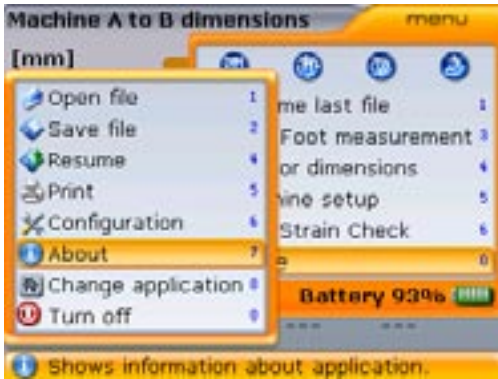 Machine A to B dimensions
menu
[mm]
Open file 1
Save file 2
Resume 4
Print 5
Configuration 6
About 7
Change application 8
Turn off 9
me last file 1
Foot measurement 3
or dimensions 4
ine setup 5
Strain Check 6
e 0
Battery 93%
Shows information about application.